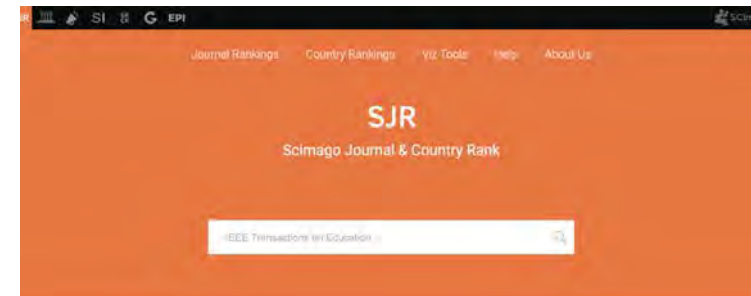 SI G EPI
Journal Rankings Country Rankings Viz Tools Help About Us
SJR
Scimago Journal & Country Rank
IEEE Transactions on Education